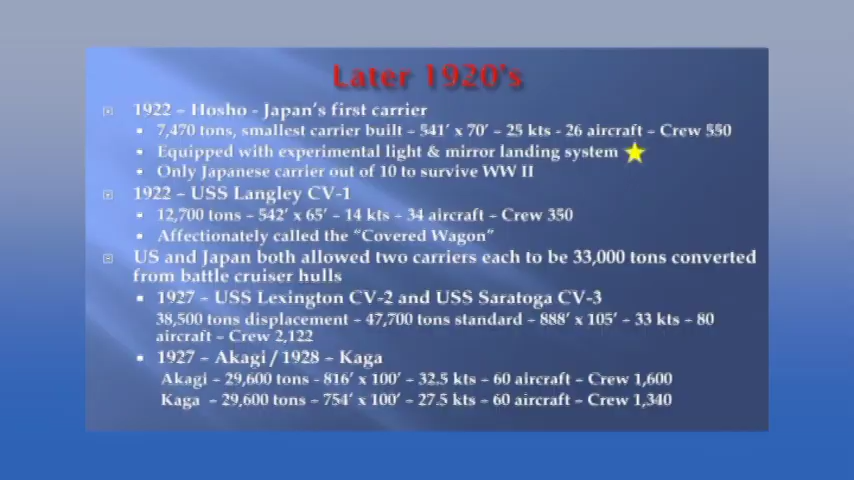 Later 1920's
1922 – Hosho - Japan's first carrier
7,470 tons, smallest carrier built – 541' x 70' – 25 kts - 26 aircraft – Crew 550
Equipped with experimental light & mirror landing system
Only Japanese carrier out of 10 to survive WW II
1922 – USS Langley CV-1
12,700 tons – 542' x 65' – 14 kts – 34 aircraft – Crew 350
Affectionately called the "Covered Wagon"
US and Japan both allowed two carriers each to be 33,000 tons converted
from battle cruiser hulls
1927 – USS Lexington CV-2 and USS Saratoga CV-3
38,500 tons displacement – 47,700 tons standard – 888' x 105' – 33 kts – 80
aircraft – Crew 2,122
1927 – Akagi / 1928 – Kaga
Akagi – 29,600 tons - 816' x 100' – 32.5 kts – 60 aircraft – Crew 1,600
Kaga – 29,600 tons – 754' x 100' – 27.5 kts – 60 aircraft – Crew 1,340